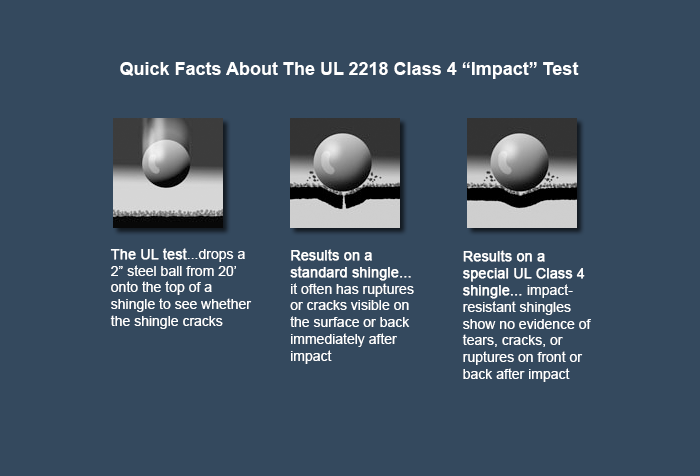 Quick Facts About The UL 2218 Class 4 “Impact” Test
The UL test...drops a
2” steel ball from 20’
onto the top of a
shingle to see whether
the shingle cracks
Results on a
standard shingle...
it often has ruptures
or cracks visible on
the surface or back
immediately after
impact
Results on a
special UL Class 4
shingle... impact-
resistant shingles
show no evidence of
tears, cracks, or
ruptures on front or
back after impact